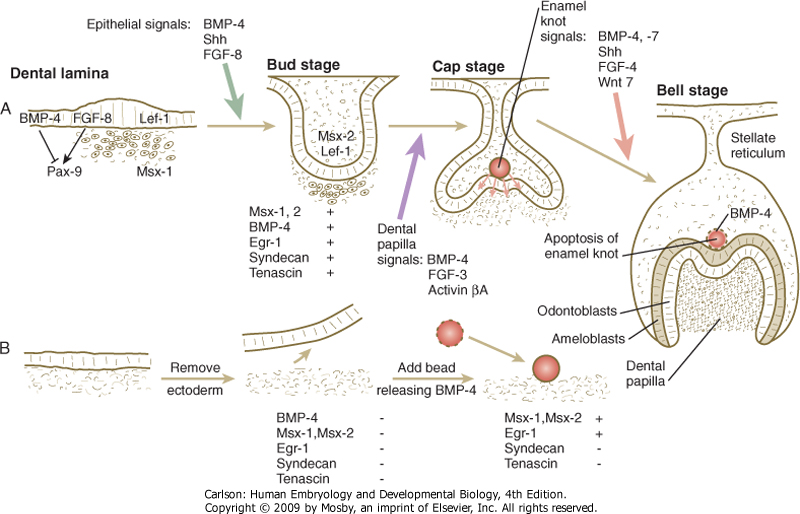 Epithelial signals:
BMP-4
Shh
FGF-8
Enamel
knot
signals:
BMP-4, -7
Shh
FGF-4
Wnt 7
Dental lamina
Bud stage
Cap stage
Bell stage
A
BMP-4
FGF-8
Lef-1
Pax-9
Msx-1
Msx-2
Lef-1
Msx-1, 2 +
BMP-4 +
Egr-1 +
Syndecan +
Tenascin +
Dental
papilla
signals:
BMP-4
FGF-3
Activin βA
Stellate
reticulum
BMP-4
Apoptosis of
enamel knot
Odontoblasts
Ameloblasts
Dental
papilla
B
Remove
ectoderm
Add bead
releasing BMP-4
BMP-4 -
Msx-1,Msx-2 -
Egr-1 -
Syndecan -
Tenascin -
Msx-1,Msx-2 +
Egr-1 +
Syndecan -
Tenascin -
Carlson: Human Embryology and Developmental Biology, 4th Edition.
Copyright © 2009 by Mosby, an imprint of Elsevier, Inc. All rights reserved.